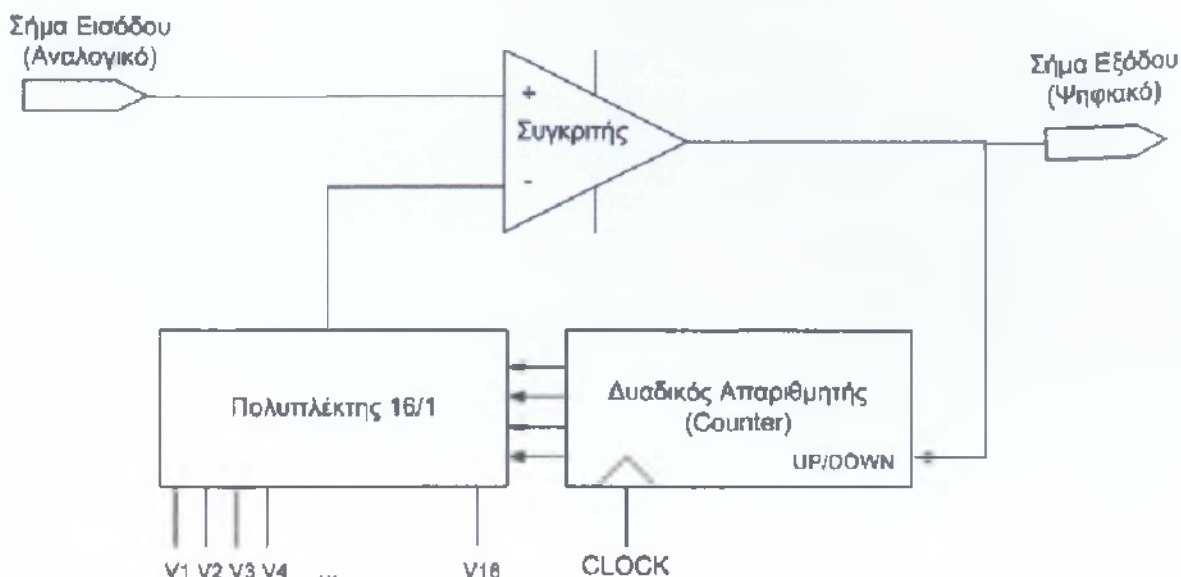 Σήμα Εισόδου
(Αναλογικό)
Σήμα Εξόδου
(Ψηφιακό)
+
Συγκριτής
-
Πολυπλέκτης 16/1
Δυαδικός Απαριθμητής
(Counter)
UP/DOWN
V1 V2 V3 V4 ... V16
CLOCK